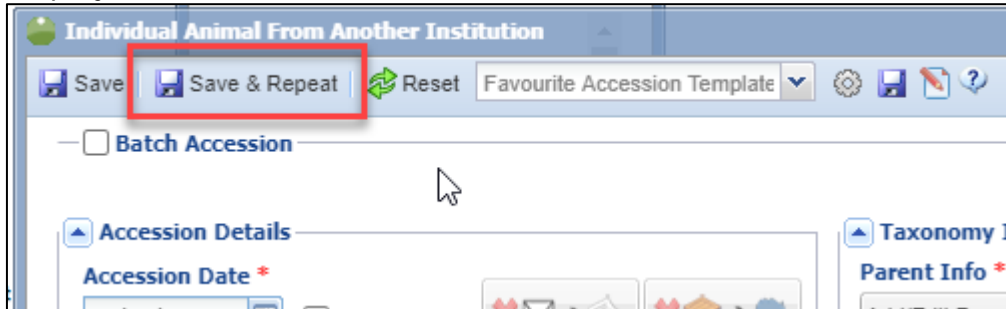 Individual Animal From Another Institution
Save Save & Repeat Reset Favourite Accession Template
Batch Accession
Accession Details Taxonomy
Accession Date * Parent Info *